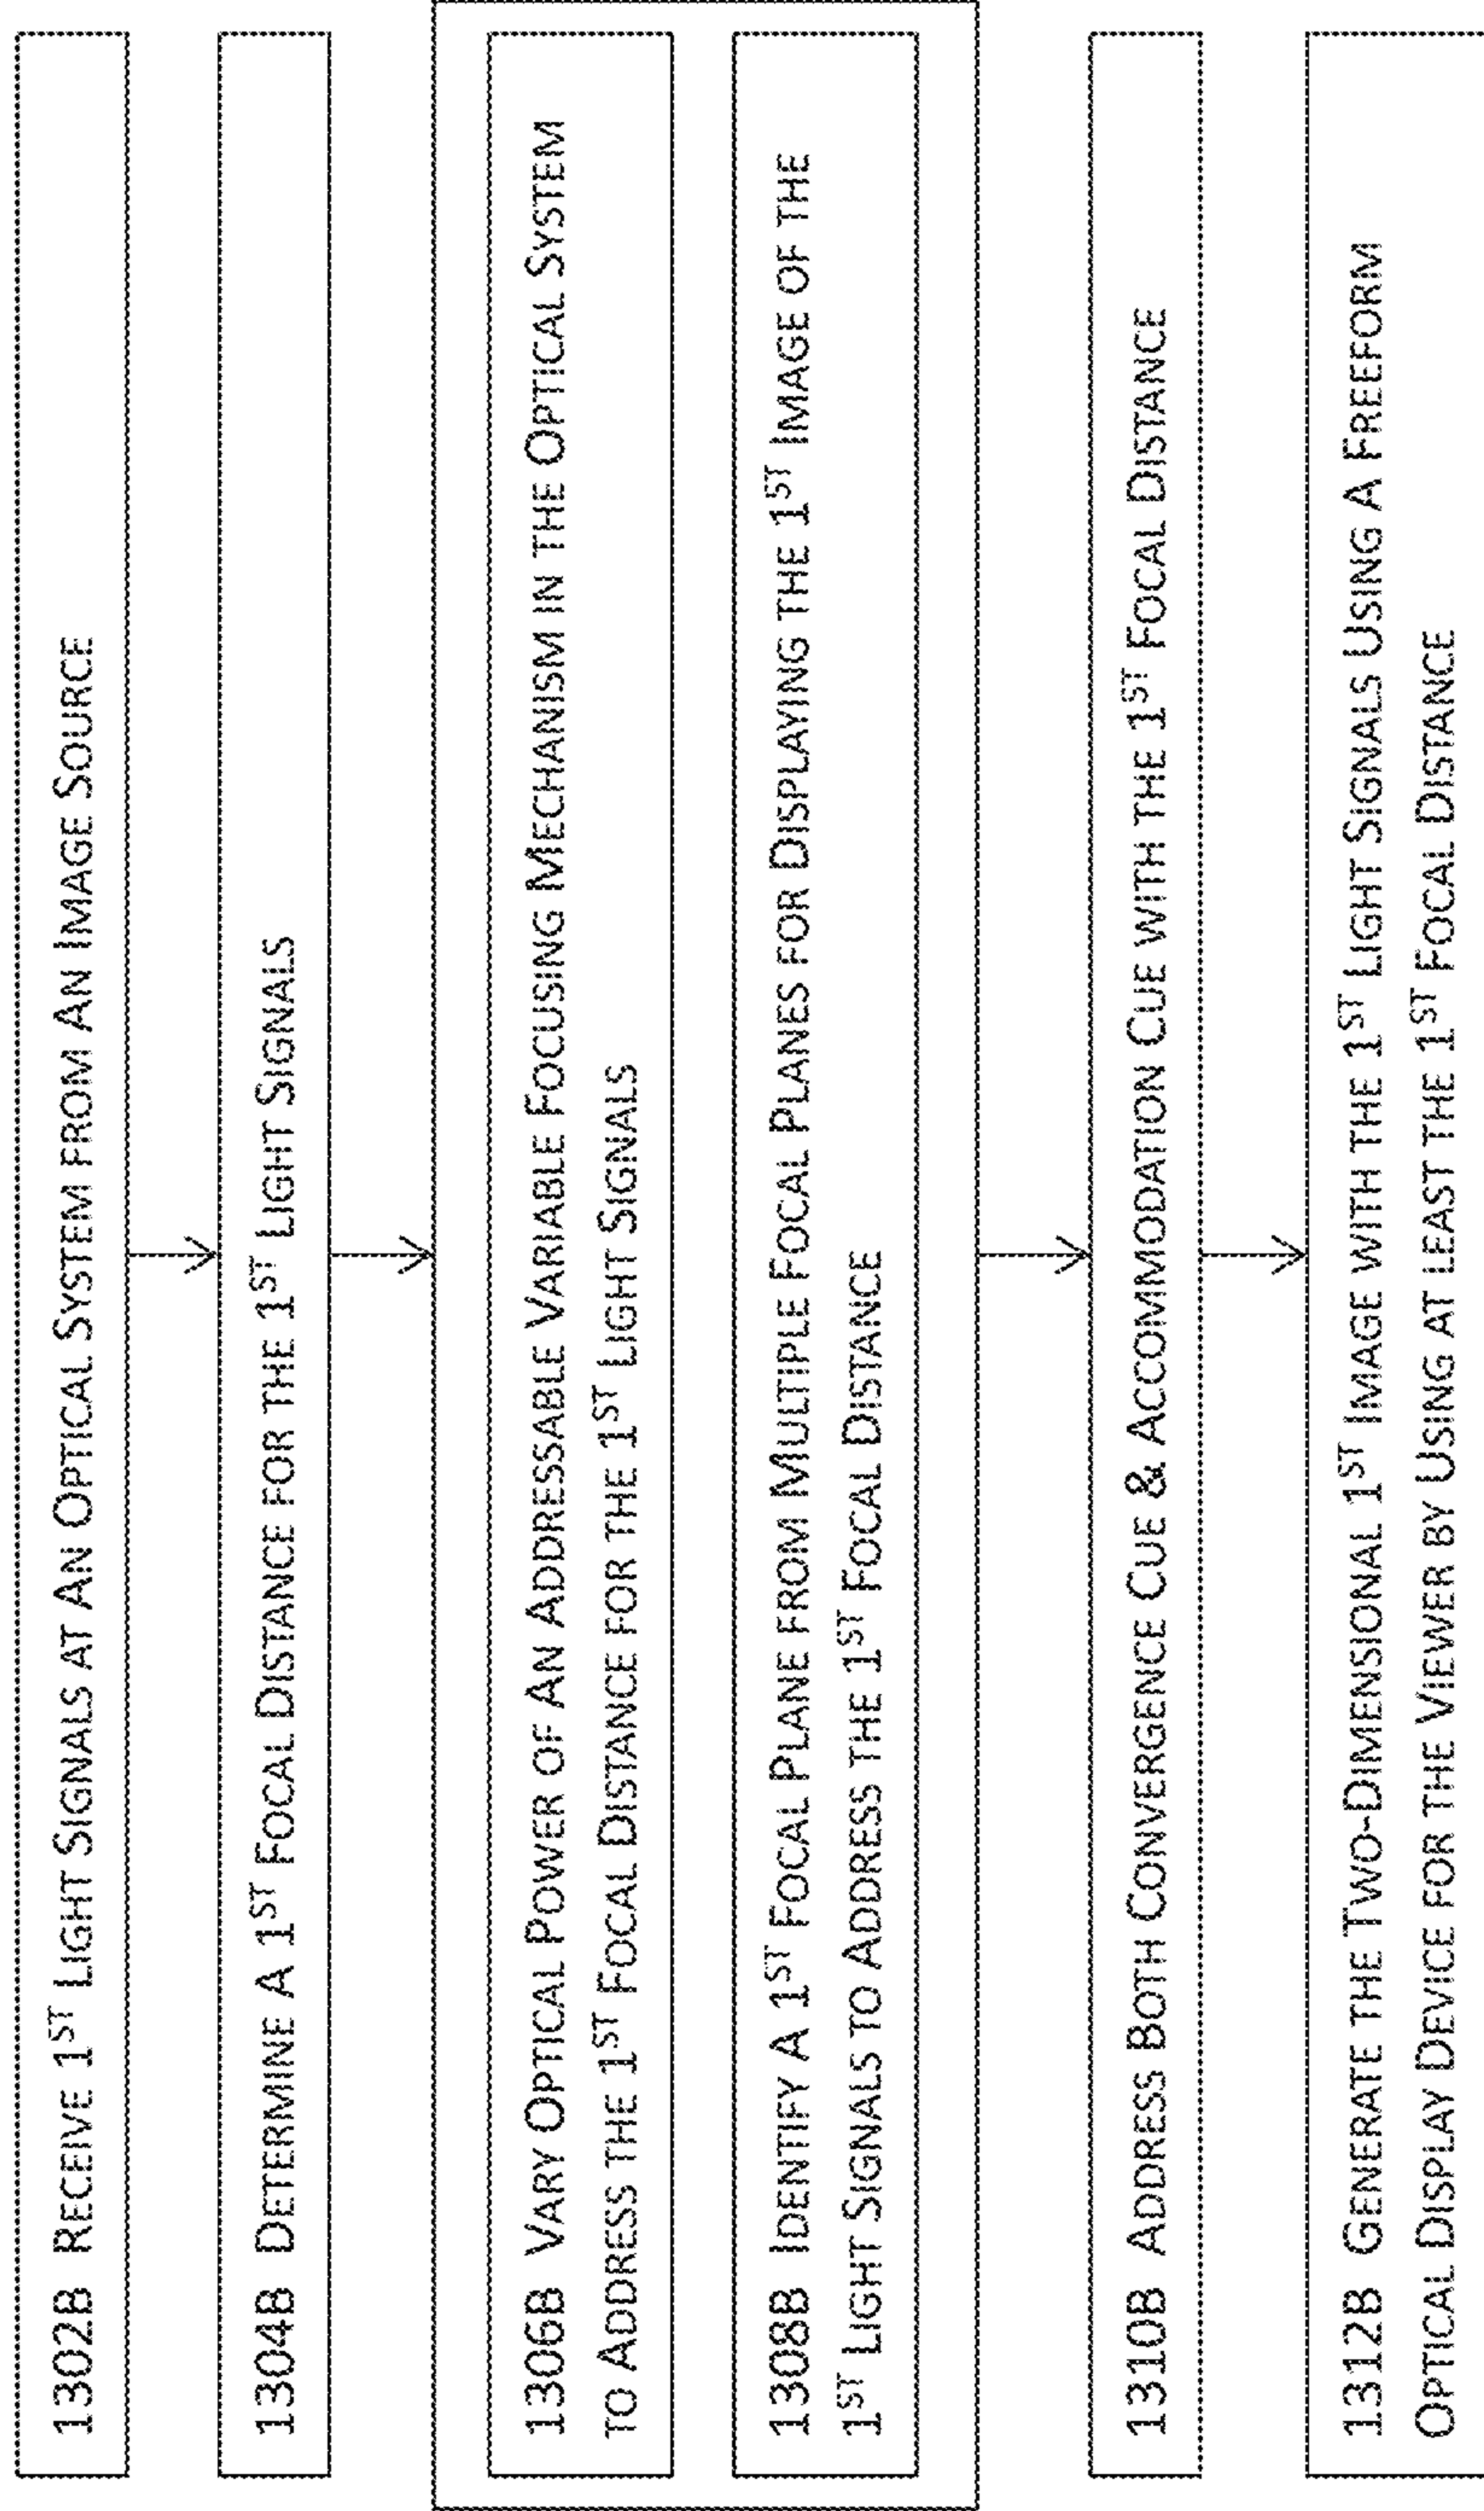 1302B Receive 1st Light Signals at An Optical System from An Image Source
1304B Determine A 1st Focal Distance for the 1st Light Signals
1306B Vary Optical Power of An Addressable Variable Focusing Mechanism in the Optical System
to Address the 1st Focal Distance for the 1st Light Signals
1308B Identify A 1st Focal Plane from Multiple Focal Planes for Displaying the 1st Image of the
1st Light Signals to Address the 1st Focal Distance
1310B Address Both Convergence Cue & Accommodation Cue with the 1st Focal Distance
1312B Generate the Two-Dimensional 1st Image with the 1st Light Signals Using A Freeform
Optical Display Device for the Viewer by Using at least the 1st Focal Distance